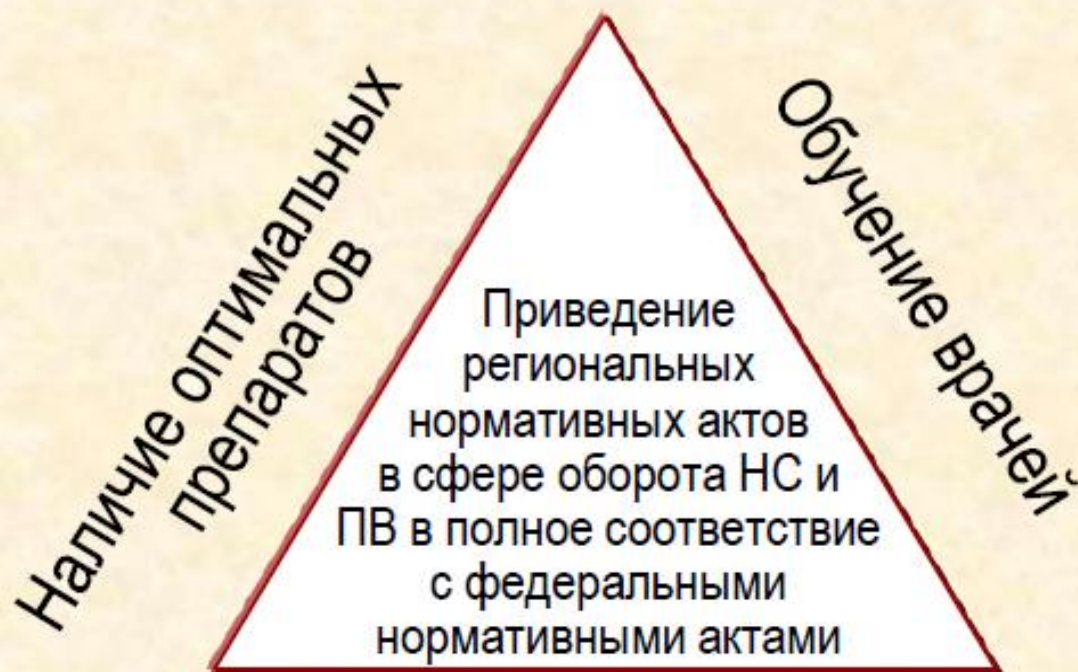 Наличие оптимальных
препаратов
Обучение врачей
Приведение
региональных
нормативных актов
в сфере оборота НС и
ПВ в полное соответствие
с федеральными
нормативными актами